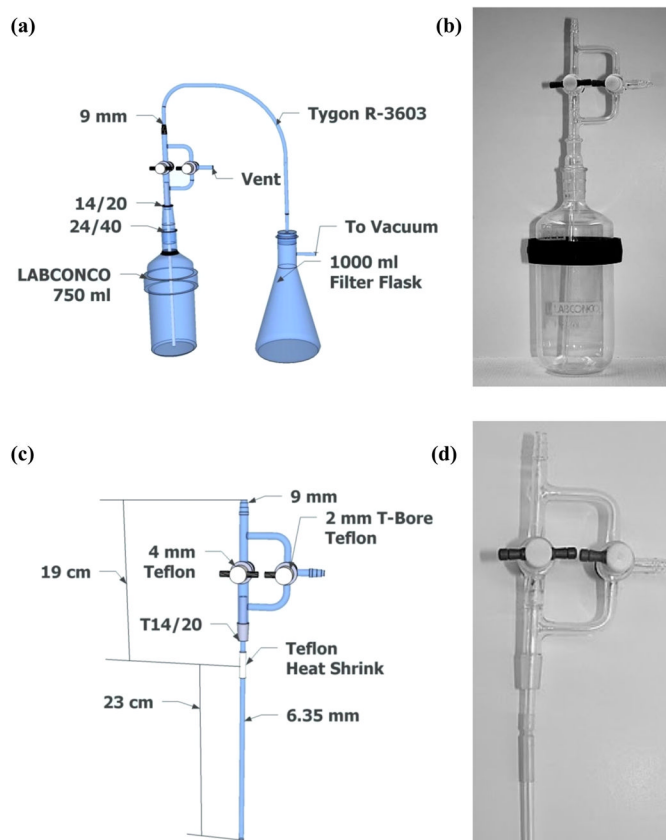 (a)
(b)
9 mm
Tygon R-3603
Vent
14/20
24/40
To Vacuum
LABCONCO
750 ml
1000 ml
Filter Flask
LABCONCO
(c)
(d)
9 mm
2 mm T-Bore
Teflon
4 mm
Teflon
19 cm
T14/20
Teflon
Heat Shrink
23 cm
6.35 mm